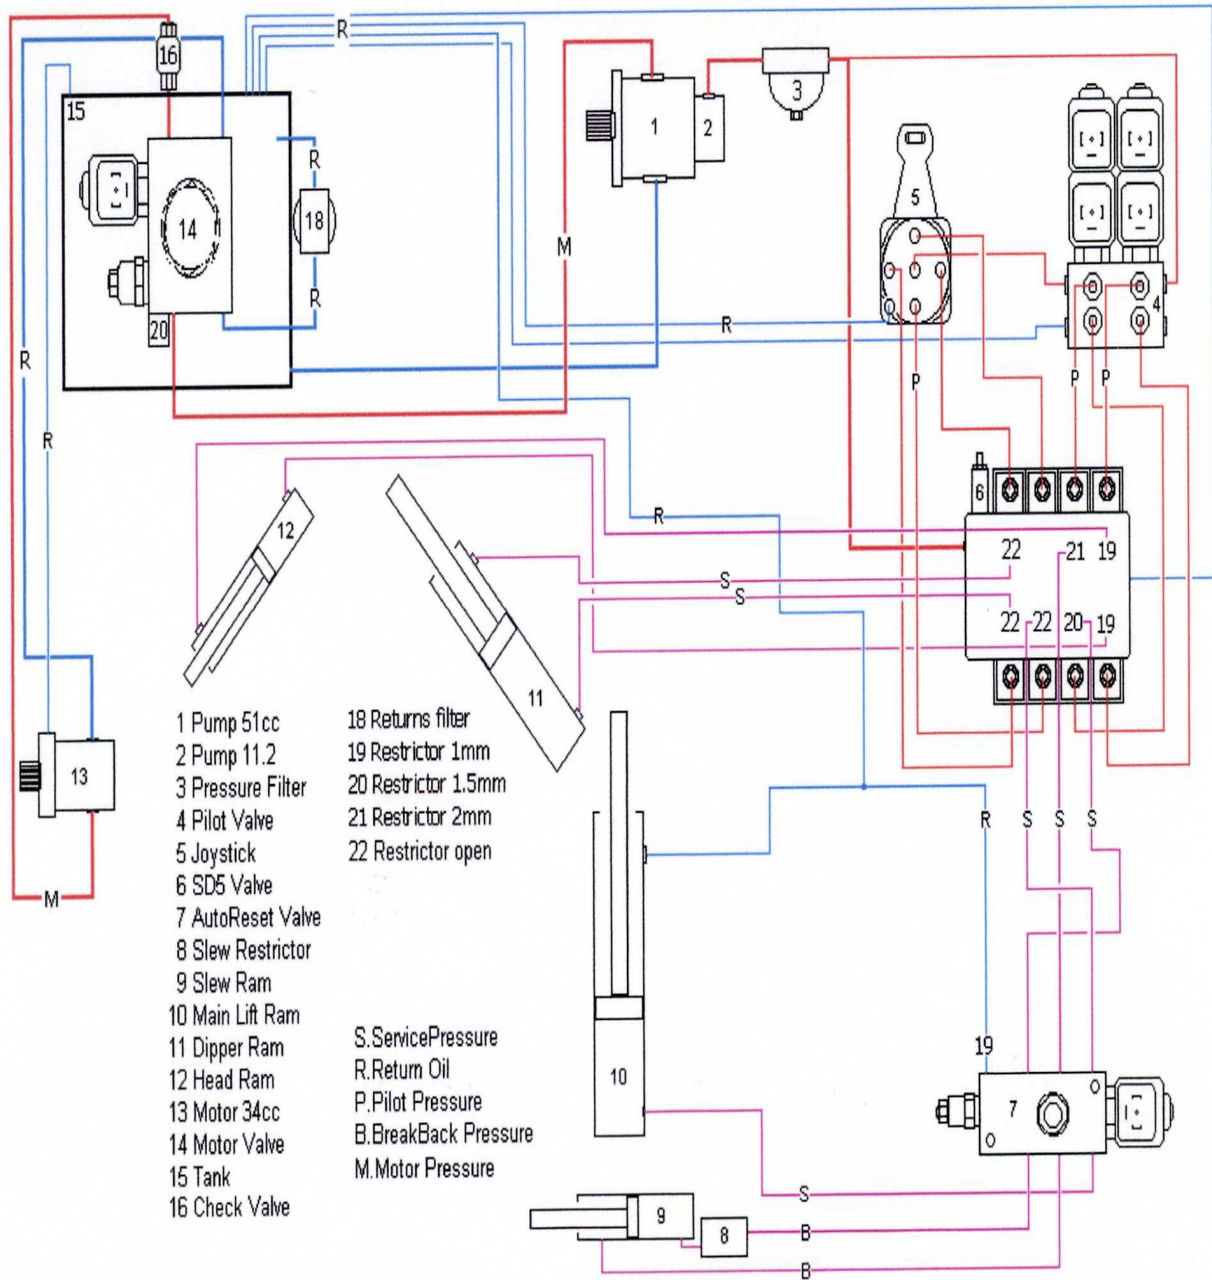 R
16
15
R
1
2
3
14
18
5
M
R
4
20
R
R
P
P
R
R
12
6
R
22
21
19
S
S
22
22
20
19
11
13
1 Pump 51cc
2 Pump 11.2
3 Pressure Filter
4 Pilot Valve
5 Joystick
6 SD5 Valve
7 AutoReset Valve
8 Slew Restrictor
9 Slew Ram
10 Main Lift Ram
11 Dipper Ram
12 Head Ram
13 Motor 34cc
14 Motor Valve
15 Tank
16 Check Valve
18 Returns filter
19 Restrictor 1mm
20 Restrictor 1.5mm
21 Restrictor 2mm
22 Restrictor open
R
S
S
S
M
S.ServicePressure
R.Return Oil
P.Pilot Pressure
B.BreakBack Pressure
M.Motor Pressure
19
10
7
S
9
8
B
B